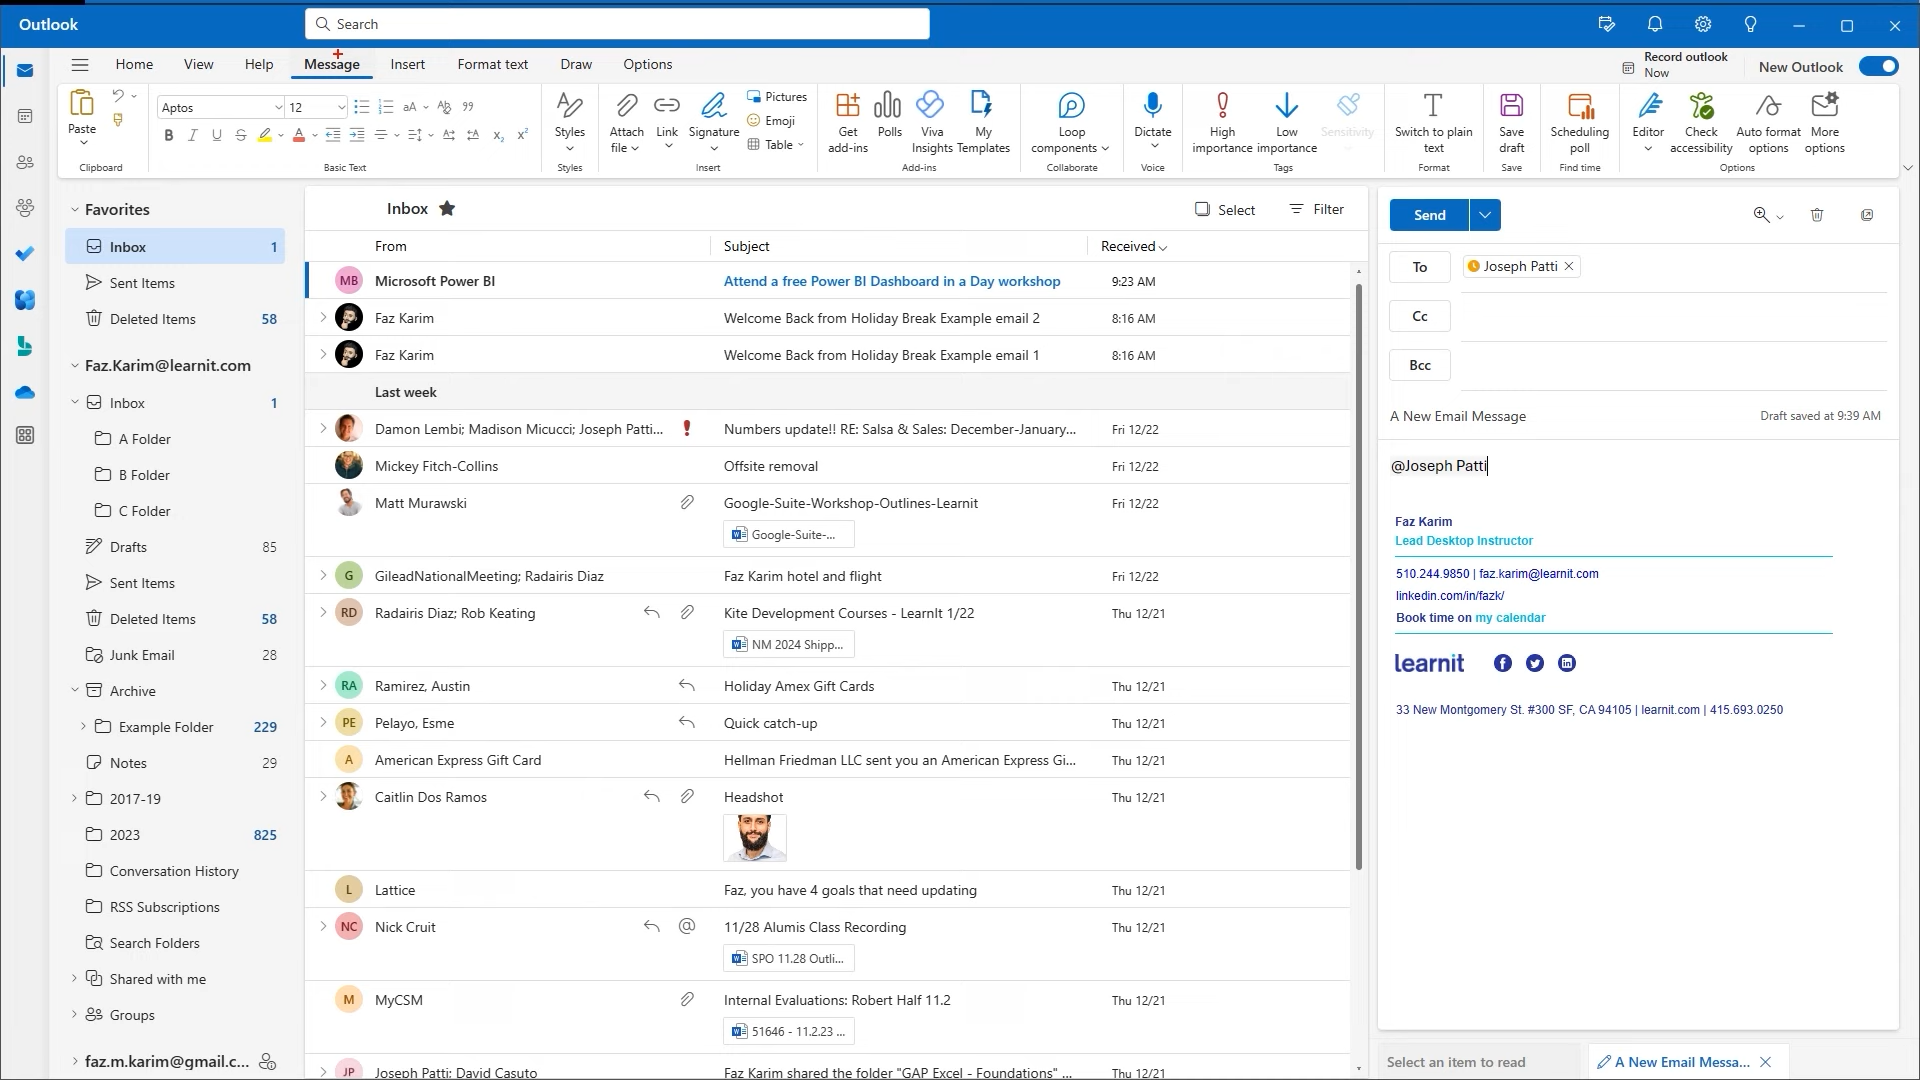 Outlook
Search
Home View Help Message Insert Format text Draw Options
Record outlook
Now
New Outlook
Paste
Clipboard
Aptos 12
Basic Text
Styles
Styles
Attach file
Link
Signature
Pictures
Emoji
Table
Insert
Get add-ins
Polls
Viva Insights
My Templates
Add-ins
Loop components
Collaborate
Dictate
Voice
High importance
Low importance
Sensitivity
Tags
Switch to plain text
Format
Save draft
Save
Scheduling poll
Find time
Editor
Check accessibility
Auto format options
More options
Options
Favorites
Inbox 1
Sent Items
Deleted Items 58
Faz.Karim@learnit.com
Inbox 1
A Folder
B Folder
C Folder
Drafts 85
Sent Items
Deleted Items 58
Junk Email 28
Archive
Example Folder 229
Notes 29
2017-19
2023 825
Conversation History
RSS Subscriptions
Search Folders
Shared with me
Groups
faz.m.karim@gmail.c...
Inbox
Select
Filter
From Subject Received
MB Microsoft Power BI Attend a free Power BI Dashboard in a Day workshop 9:23 AM
Faz Karim Welcome Back from Holiday Break Example email 2 8:16 AM
Faz Karim Welcome Back from Holiday Break Example email 1 8:16 AM
Last week
Damon Lembi; Madison Micucci; Joseph Patti... Numbers update!! RE: Salsa & Sales: December-January... Fri 12/22
Mickey Fitch-Collins Offsite removal Fri 12/22
Matt Murawski Google-Suite-Workshop-Outlines-Learnit Fri 12/22
Google-Suite-...
G GileadNationalMeeting; Radairis Diaz Faz Karim hotel and flight Fri 12/22
RD Radairis Diaz; Rob Keating Kite Development Courses - LearnIt 1/22 Thu 12/21
NM 2024 Shipp...
RA Ramirez, Austin Holiday Amex Gift Cards Thu 12/21
PE Pelayo, Esme Quick catch-up Thu 12/21
A American Express Gift Card Hellman Friedman LLC sent you an American Express Gi... Thu 12/21
Caitlin Dos Ramos Headshot Thu 12/21
L Lattice Faz, you have 4 goals that need updating Thu 12/21
NC Nick Cruit 11/28 Alumis Class Recording Thu 12/21
SPO 11.28 Outli...
M MyCSM Internal Evaluations: Robert Half 11.2 Thu 12/21
51646 - 11.2.23 ...
JP Joseph Patti; David Casuto Faz Karim shared the folder "GAP Excel - Foundations" ... Thu 12/21
Send
To Joseph Patti
Cc
Bcc
A New Email Message Draft saved at 9:39 AM
@Joseph Patti
Faz Karim
Lead Desktop Instructor
510.244.9850 | faz.karim@learnit.com
linkedin.com/in/fazk/
Book time on my calendar
learnit
33 New Montgomery St. #300 SF, CA 94105 | learnit.com | 415.693.0250
Select an item to read
A New Email Messa...